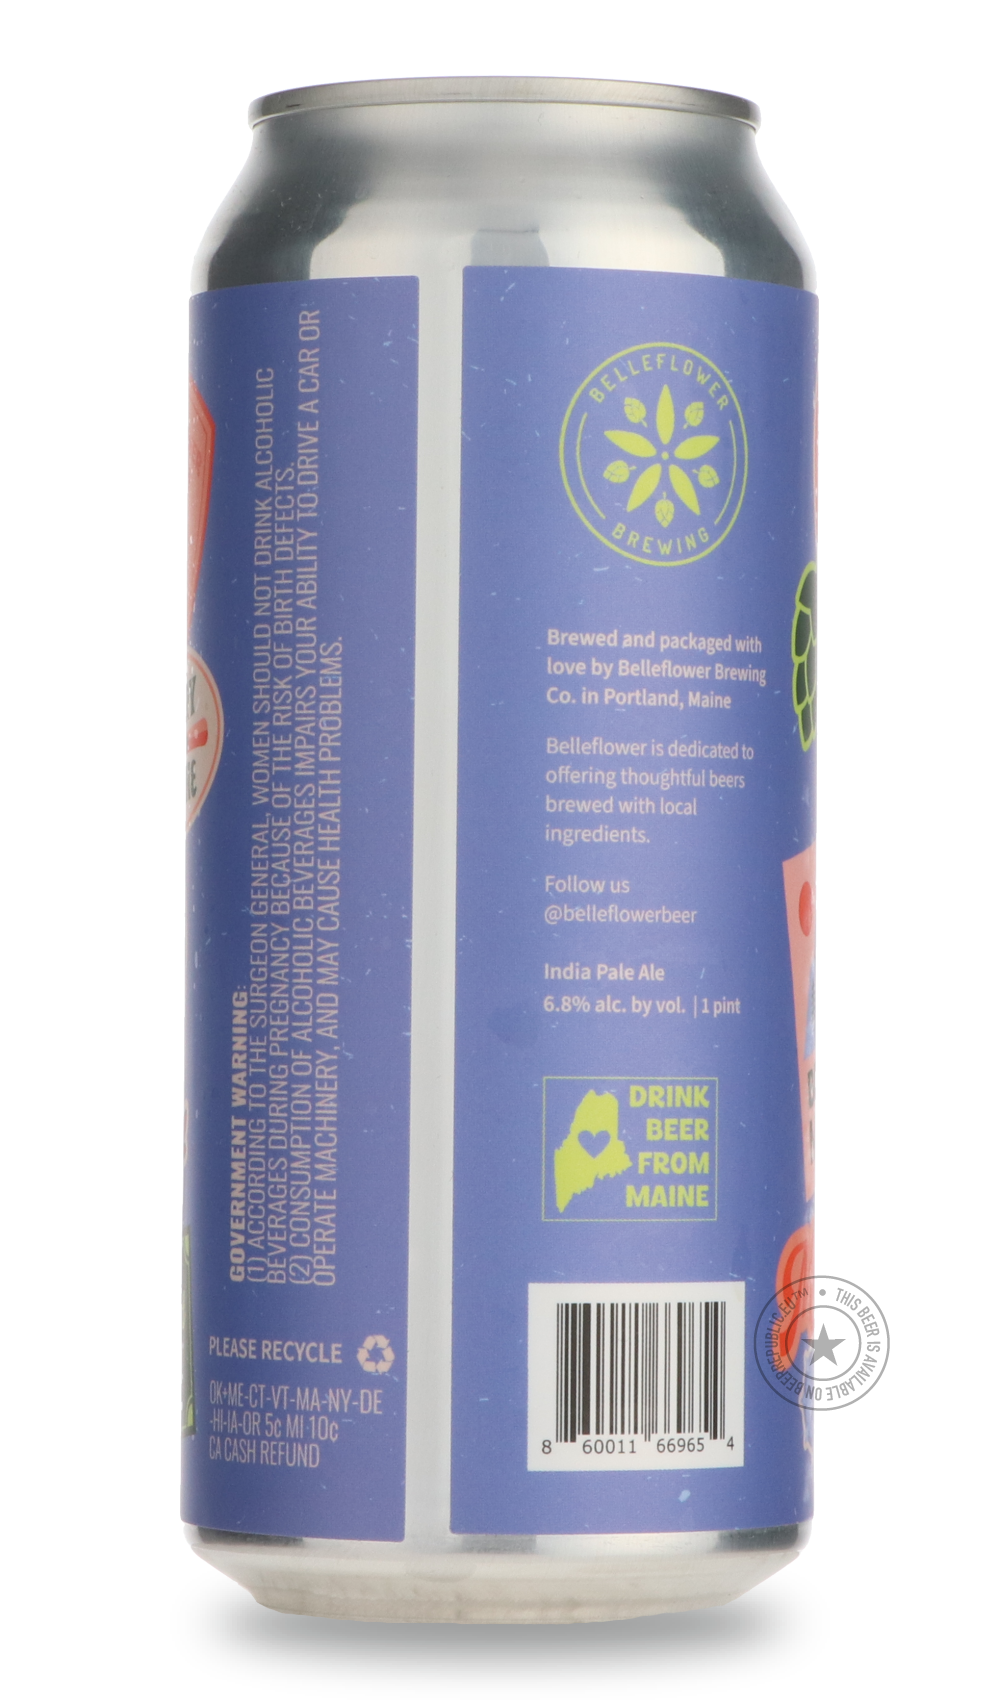 GOVERNMENT WARNING:
(1) ACCORDING TO THE SURGEON GENERAL, WOMEN SHOULD NOT DRINK ALCOHOLIC
BEVERAGES DURING PREGNANCY BECAUSE OF THE RISK OF BIRTH DEFECTS.
(2) CONSUMPTION OF ALCOHOLIC BEVERAGES IMPAIRS YOUR ABILITY TO DRIVE A CAR OR
OPERATE MACHINERY, AND MAY CAUSE HEALTH PROBLEMS.
PLEASE RECYCLE
OK+ME-CT-VT-MA-NY-DE
-HI-IA-OR 5¢ MI 10¢
CA CASH REFUND
BELLEFLOWER
BREWING
Brewed and packaged with
love by Belleflower Brewing
Co. in Portland, Maine
Belleflower is dedicated to
offering thoughtful beers
brewed with local
ingredients.
Follow us
@belleflowerbeer
India Pale Ale
6.8% alc. by vol. | 1 pint
DRINK
BEER
FROM
MAINE
8 60011 66965 4
THIS BEER IS AVAILABLE ON BEERREPUBLIC.EU™